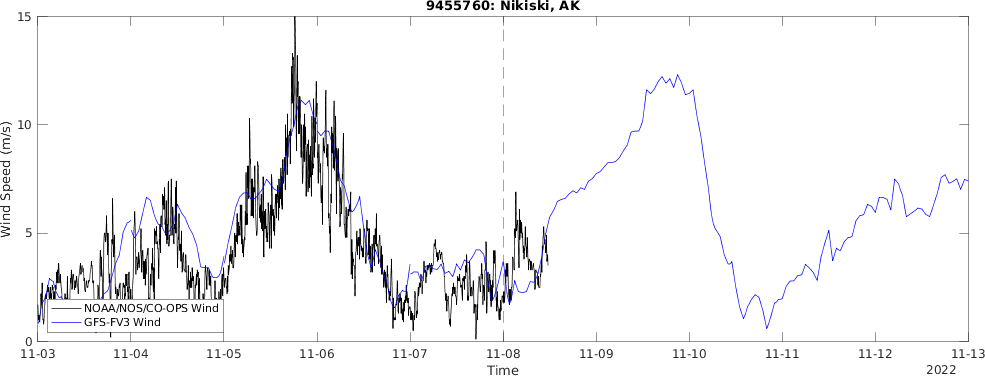 9455760: Nikiski, AK
15
10
5
0
Wind Speed (m/s)
NOAA/NOS/CO-OPS Wind
GFS-FV3 Wind
11-03 11-04 11-05 11-06 11-07 11-08 11-09 11-10 11-11 11-12 11-13
Time
2022